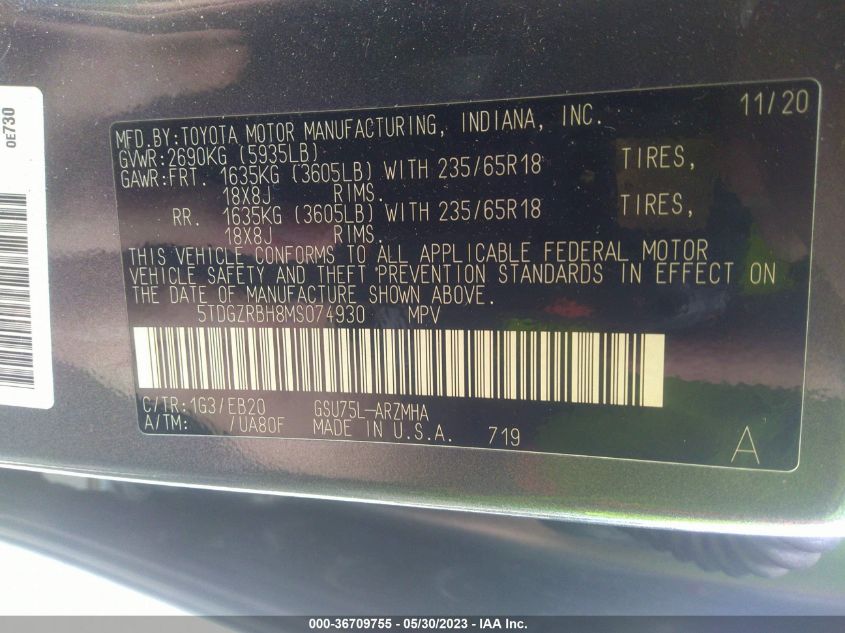 0E730
11/20
MFD.BY:TOYOTA MOTOR MANUFACTURING, INDIANA, INC.
GVWR:2690KG (5935LB)
GAWR:FRT. 1635KG (3605LB) WITH 235/65R18 TIRES,
18X8J RIMS.
RR. 1635KG (3605LB) WITH 235/65R18 TIRES,
18X8J RIMS.
THIS VEHICLE CONFORMS TO ALL APPLICABLE FEDERAL MOTOR
VEHICLE SAFETY AND THEFT PREVENTION STANDARDS IN EFFECT ON
THE DATE OF MANUFACTURE SHOWN ABOVE.
5TDGZRBH8MS074930 MPV
C/TR:1G3/EB20 GSU75L-ARZMHA
A/TM: /UA80F MADE IN U.S.A. 719
A
000-36709755 - 05/30/2023 - IAA Inc.